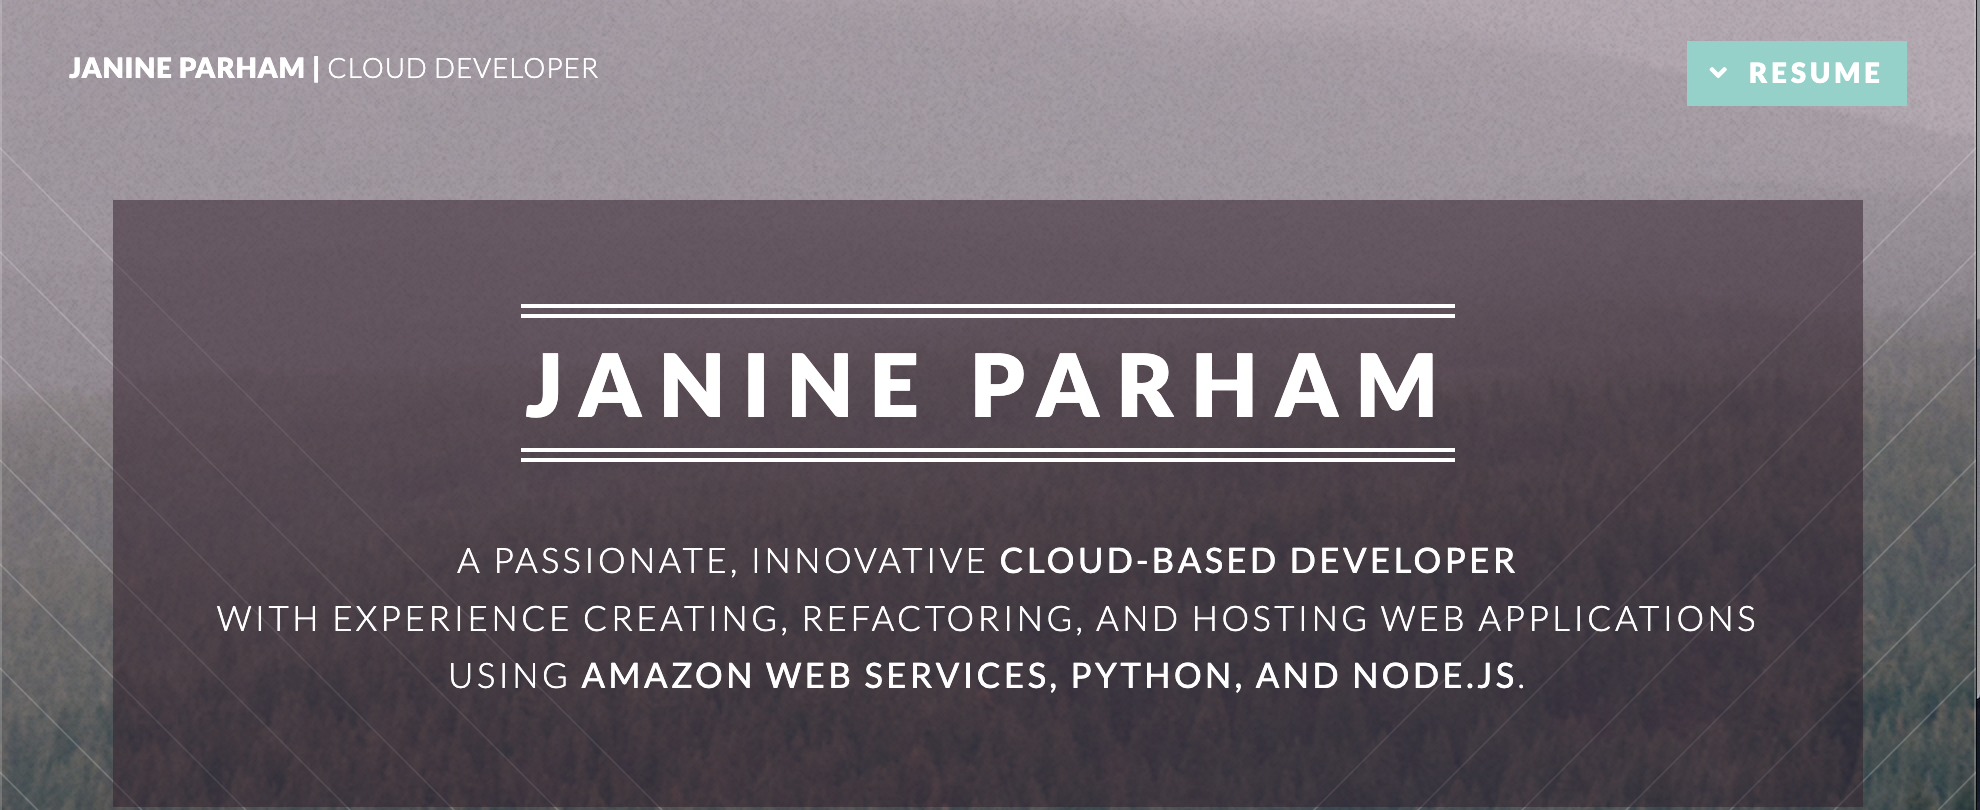 JANINE PARHAM | CLOUD DEVELOPER
RESUME
JANINE PARHAM
A PASSIONATE, INNOVATIVE CLOUD-BASED DEVELOPER
WITH EXPERIENCE CREATING, REFACTORING, AND HOSTING WEB APPLICATIONS
USING AMAZON WEB SERVICES, PYTHON, AND NODE.JS.